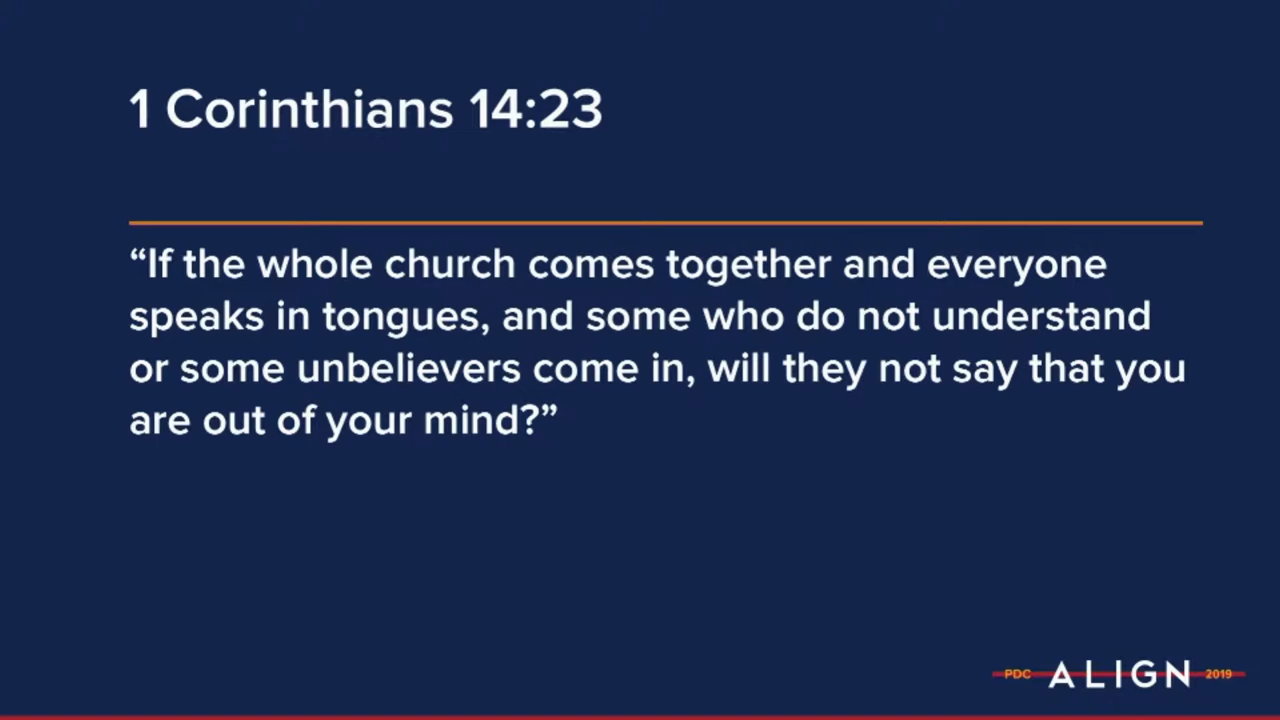 1 Corinthians 14:23
“If the whole church comes together and everyone
speaks in tongues, and some who do not understand
or some unbelievers come in, will they not say that you
are out of your mind?”
PDC ALIGN 2019